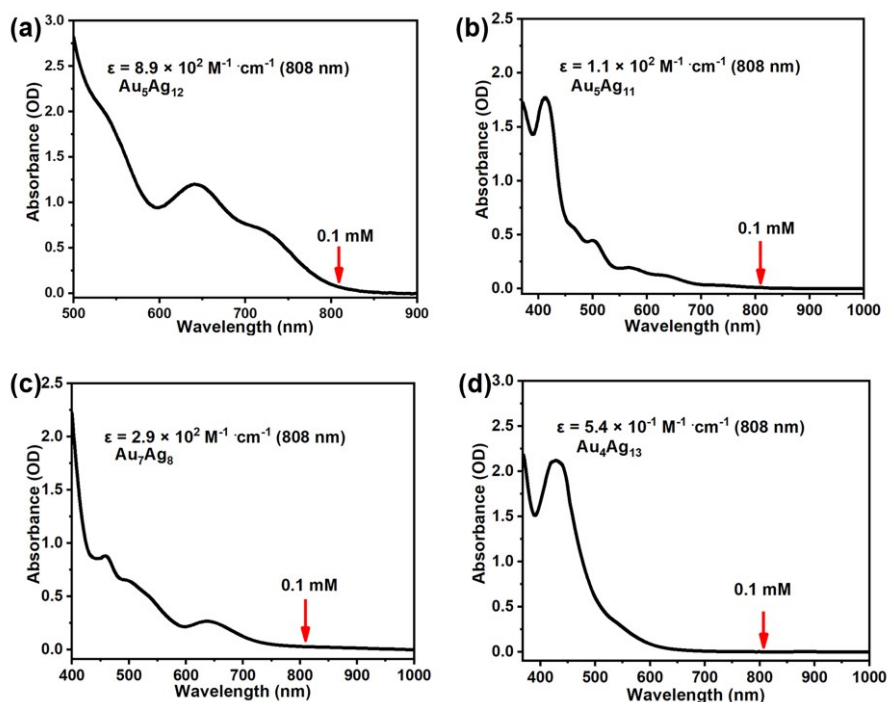 (a)
3.0
2.5
2.0
1.5
1.0
0.5
0.0
Absorbance (OD)
ε = 8.9 × 10² M⁻¹ ·cm⁻¹ (808 nm)
Au₅Ag₁₂
0.1 mM
500 600 700 800 900
Wavelength (nm)
(b)
2.5
2.0
1.5
1.0
0.5
0.0
Absorbance (OD)
ε = 1.1 × 10² M⁻¹ ·cm⁻¹ (808 nm)
Au₅Ag₁₁
0.1 mM
400 500 600 700 800 900 1000
Wavelength (nm)
(c)
2.5
2.0
1.5
1.0
0.5
0.0
Absorbance (OD)
ε = 2.9 × 10² M⁻¹ ·cm⁻¹ (808 nm)
Au₇Ag₈
0.1 mM
400 500 600 700 800 900 1000
Wavelength (nm)
(d)
3.0
2.5
2.0
1.5
1.0
0.5
0.0
Absorbance (OD)
ε = 5.4 × 10⁻¹ M⁻¹ ·cm⁻¹ (808 nm)
Au₄Ag₁₃
0.1 mM
400 500 600 700 800 900 1000
Wavelength (nm)